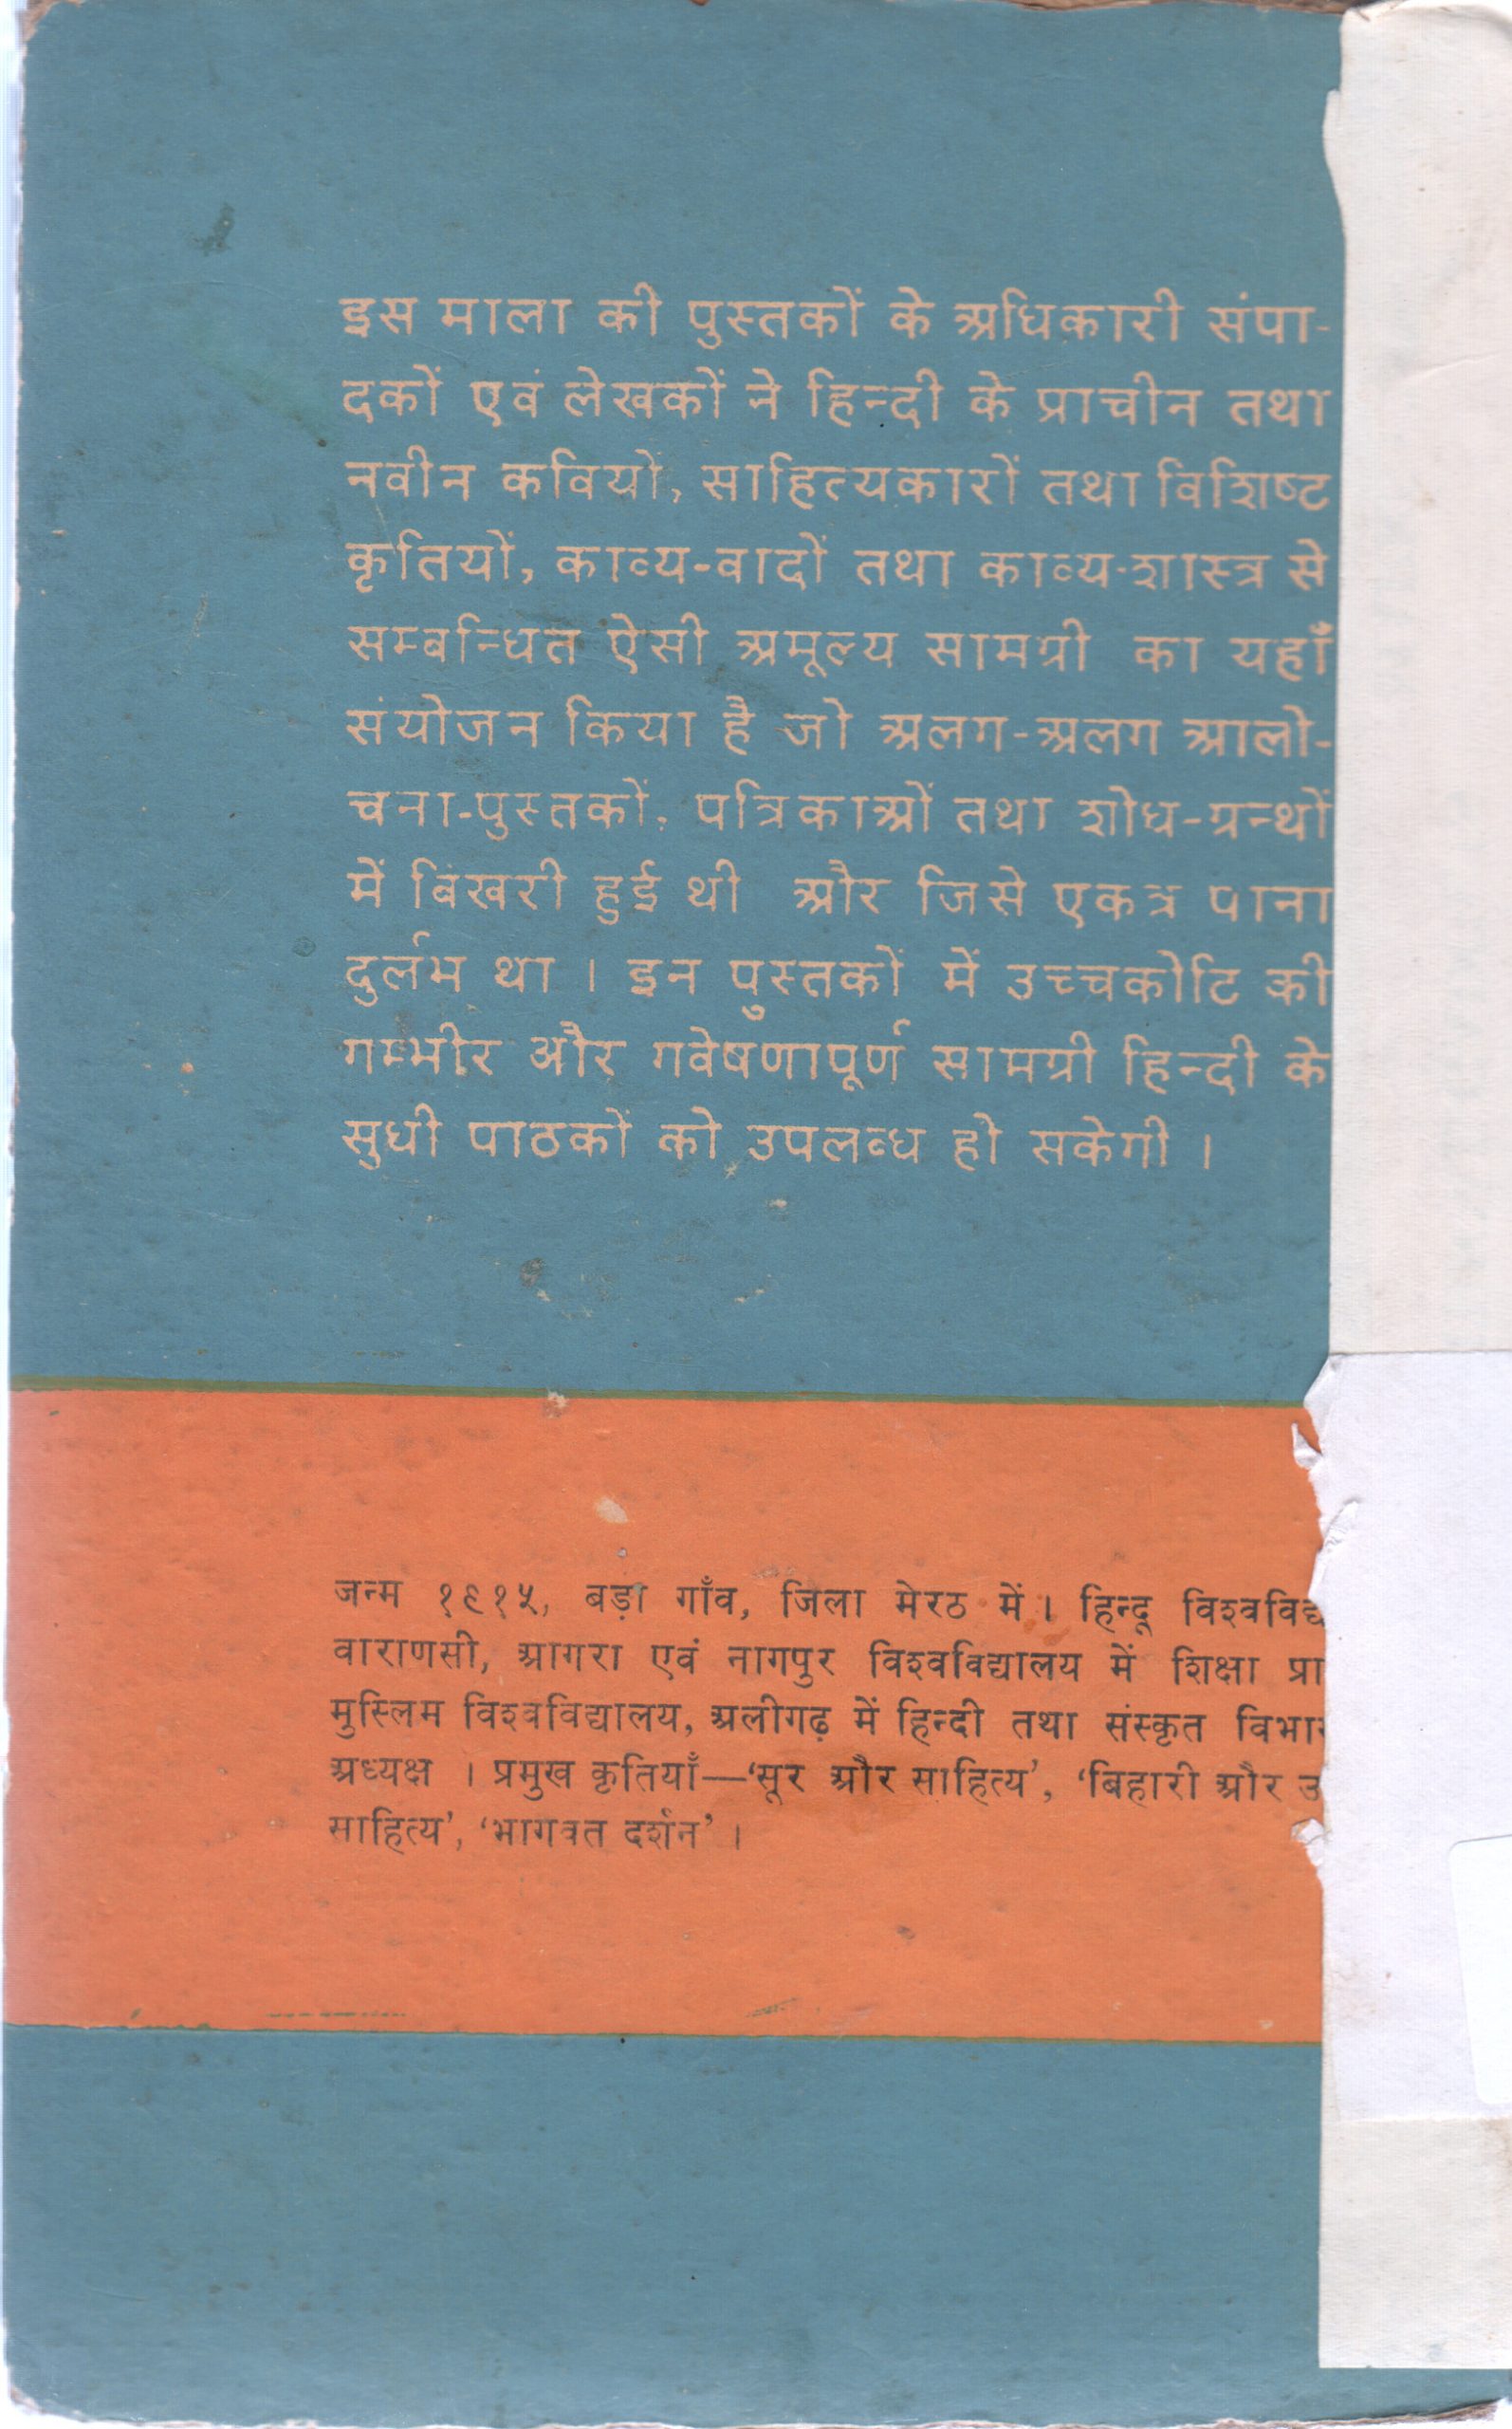 इस माला की पुस्तकों के अधिकारी संपा-
दकों एवं लेखकों ने हिन्दी के प्राचीन तथा
नवीन कवियों, साहित्यकारों तथा विशिष्ट
कृतियों, काव्य-वादों तथा काव्य-शास्त्र से
सम्बन्धित ऐसी अमूल्य सामग्री का यहाँ
संयोजन किया है जो अलग-अलग आलो-
चना-पुस्तकों, पत्रिकाओं तथा शोध-ग्रन्थों
में बिखरी हुई थी और जिसे एकत्र पाना
दुर्लभ था । इन पुस्तकों में उच्चकोटि की
गम्भीर और गवेषणापूर्ण सामग्री हिन्दी के
सुधी पाठकों को उपलब्ध हो सकेगी ।
जन्म १९१५, बड़ा गाँव, जिला मेरठ में । हिन्दू
वाराणसी, आगरा एवं नागपुर विश्वविद्यालय में शिक्षा
मुस्लिम विश्वविद्यालय, अलीगढ़ में हिन्दी तथा संस्कृत
अध्यक्ष । प्रमुख कृतियाँ—‘सूर और साहित्य’, ‘बिहारी और
साहित्य’, ‘भागवत दर्शन’ ।